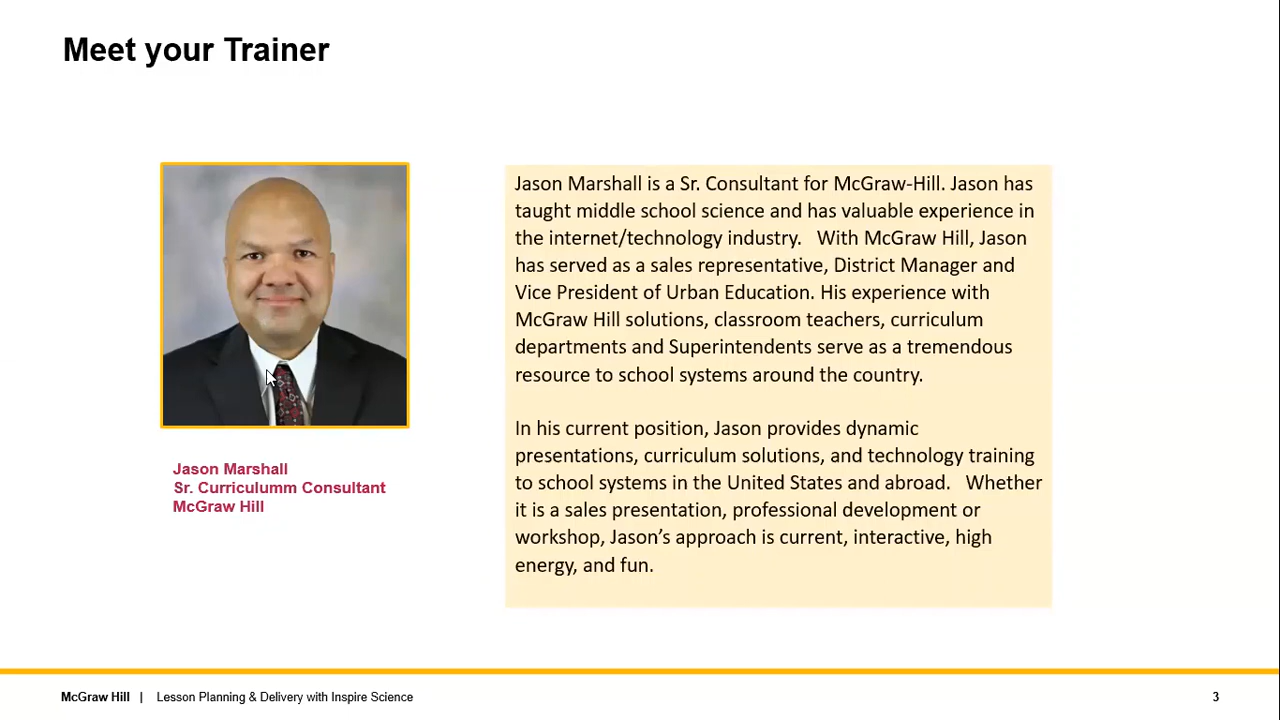 Meet your Trainer
Jason Marshall
Sr. Curriculumm Consultant
McGraw Hill
Jason Marshall is a Sr. Consultant for McGraw-Hill. Jason has
taught middle school science and has valuable experience in
the internet/technology industry.   With McGraw Hill, Jason
has served as a sales representative, District Manager and
Vice President of Urban Education. His experience with
McGraw Hill solutions, classroom teachers, curriculum
departments and Superintendents serve as a tremendous
resource to school systems around the country.
In his current position, Jason provides dynamic
presentations, curriculum solutions, and technology training
to school systems in the United States and abroad.   Whether
it is a sales presentation, professional development or
workshop, Jason’s approach is current, interactive, high
energy, and fun.
McGraw Hill | Lesson Planning & Delivery with Inspire Science
3